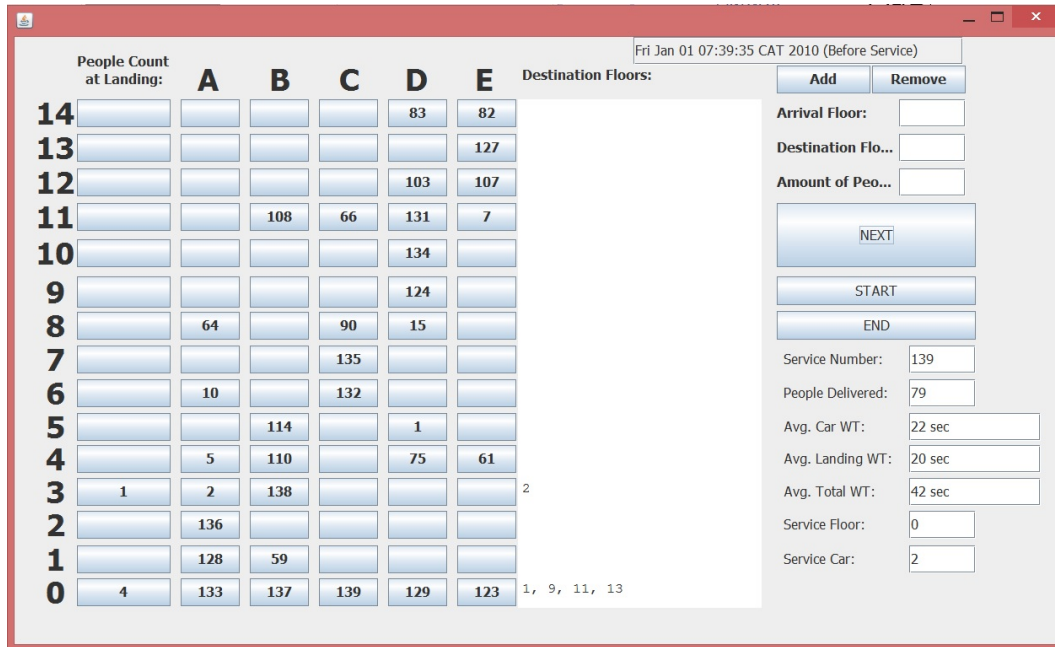 Fri Jan 01 07:39:35 CAT 2010 (Before Service)
People Count
at Landing:
A B C D E
Destination Floors:
Add Remove
14 83 82
Arrival Floor:
13 127
Destination Flo...
12 103 107
Amount of Peo...
11 108 66 131 7
NEXT
10 134
9 124
START
8 64 90 15
END
7 135
Service Number: 139
6 10 132
People Delivered: 79
5 114 1
Avg. Car WT: 22 sec
4 5 110 75 61
Avg. Landing WT: 20 sec
3 1 2 138 2
Avg. Total WT: 42 sec
2 136
Service Floor: 0
1 128 59
Service Car: 2
0 4 133 137 139 129 123 1, 9, 11, 13